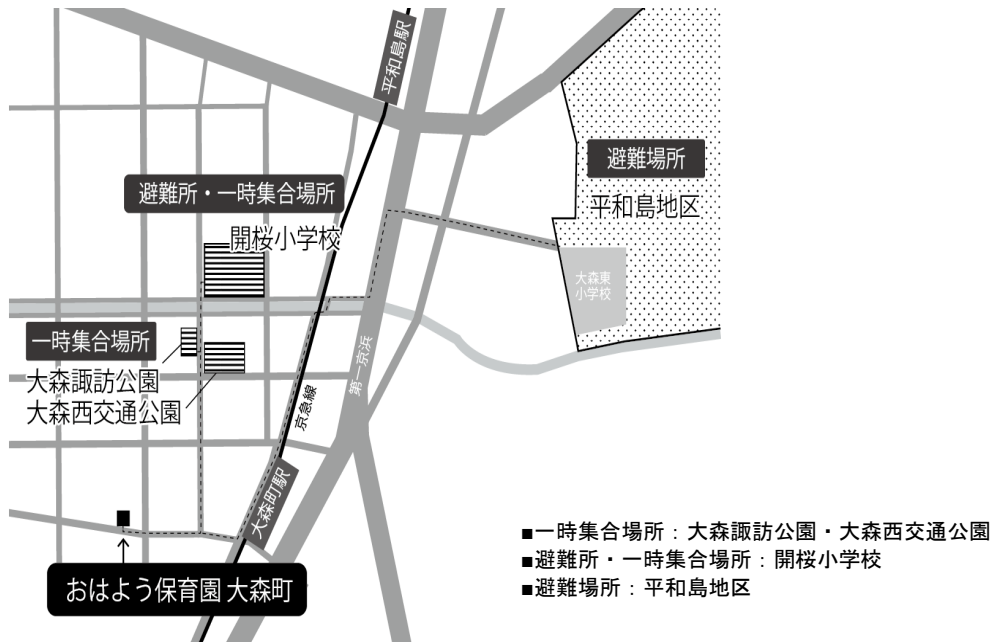 平和島駅
避難場所
平和島地区
避難所・一時集合場所
開桜小学校
大森東
小学校
一時集合場所
大森諏訪公園
大森西交通公園
第一京浜
京急線
大森町駅
おはよう保育園 大森町
■一時集合場所：大森諏訪公園・大森西交通公園
■避難所・一時集合場所：開桜小学校
■避難場所：平和島地区